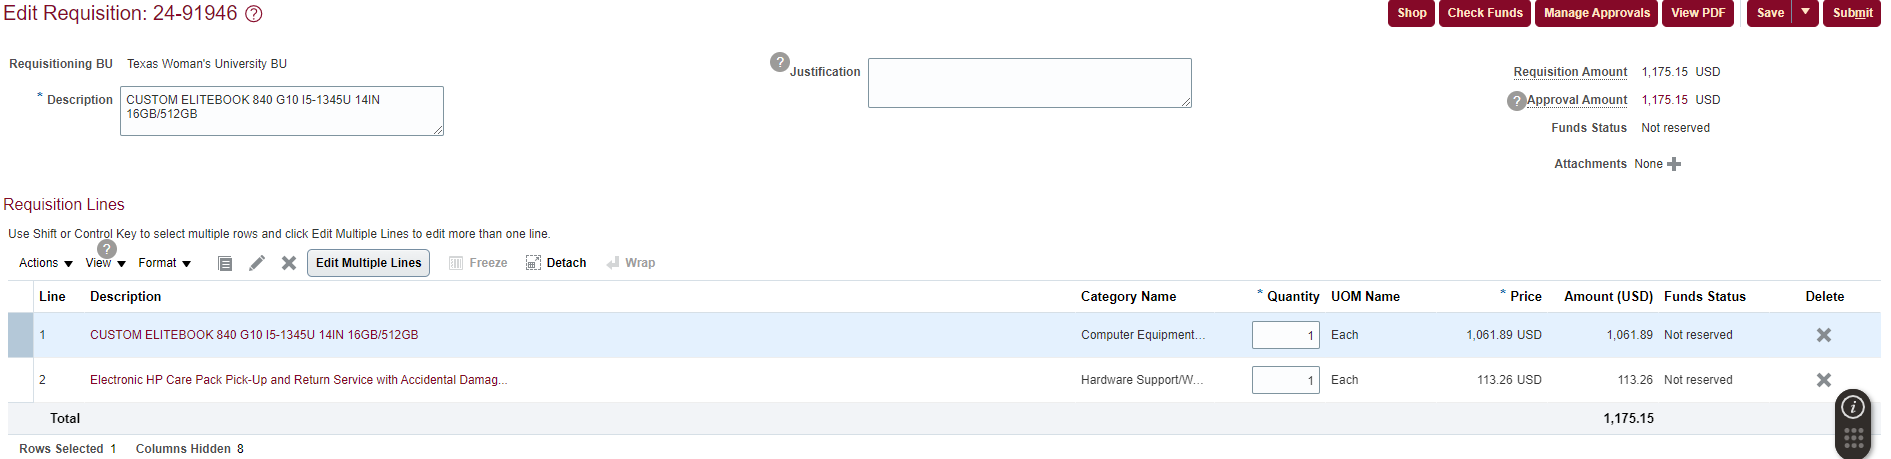 Edit Requisition: 24-91946 ?
Shop Check Funds Manage Approvals View PDF Save Submit
Requisitioning BU Texas Woman's University BU
* Description CUSTOM ELITEBOOK 840 G10 I5-1345U 14IN
16GB/512GB
? Justification
Requisition Amount 1,175.15 USD
? Approval Amount 1,175.15 USD
Funds Status Not reserved
Attachments None
Requisition Lines
Use Shift or Control Key to select multiple rows and click Edit Multiple Lines to edit more than one line.
?
Actions View Format Edit Multiple Lines Freeze Detach Wrap
Line Description Category Name * Quantity UOM Name * Price Amount (USD) Funds Status Delete
1 CUSTOM ELITEBOOK 840 G10 I5-1345U 14IN 16GB/512GB Computer Equipment... 1 Each 1,061.89 USD 1,061.89 Not reserved
2 Electronic HP Care Pack Pick-Up and Return Service with Accidental Damag... Hardware Support/W... 1 Each 113.26 USD 113.26 Not reserved
Total 1,175.15
i
Rows Selected 1 Columns Hidden 8